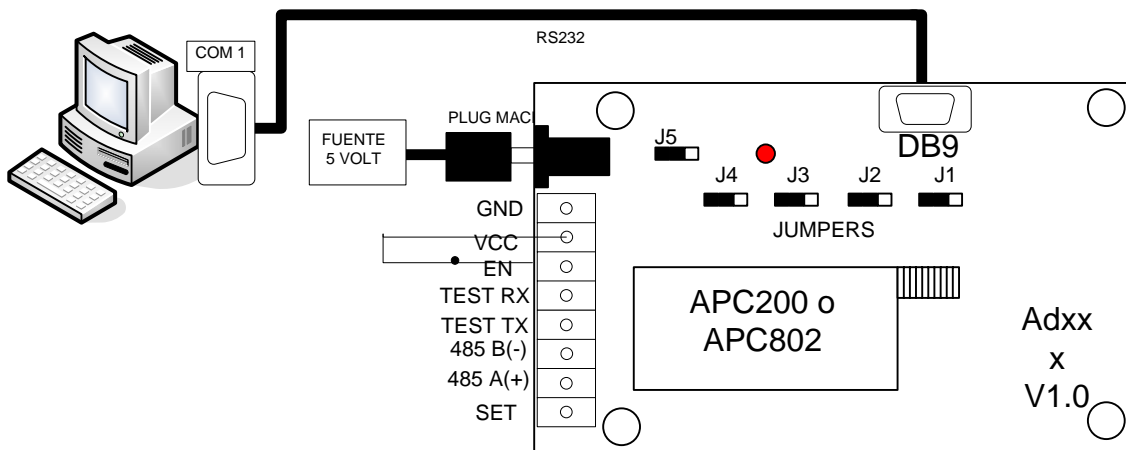 RS232
COM 1
PLUG MAC
FUENTE
5 VOLT
DB9
J5
J4
J3
J2
J1
JUMPERS
GND
VCC
EN
TEST RX
TEST TX
485 B(-)
485 A(+)
SET
APC200 o
APC802
Adxx
x
V1.0